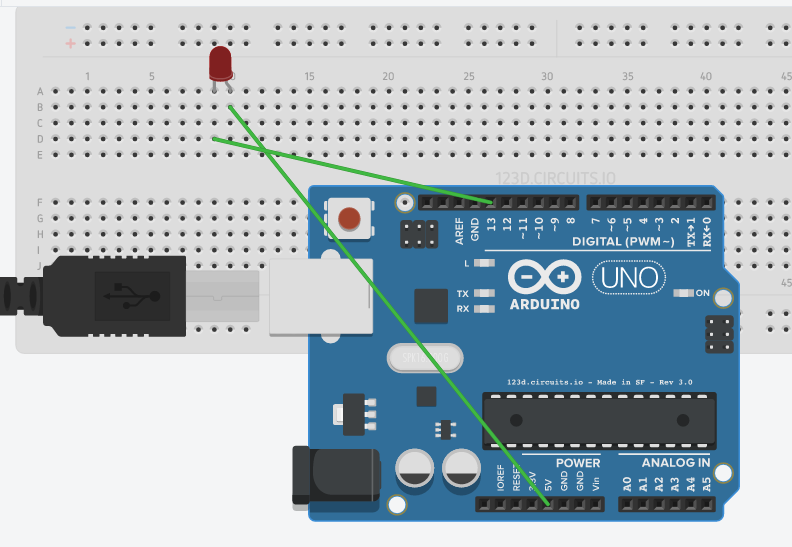 − −
+ +
1 5 10 15 20 25 30 35 40 45
A
B
C
D
E
123D.CIRCUITS.IO
F
G
H
I
J
45
AREF
GND
13
12
~11
~10
~9
8
7
~6
~5
~4
~3
2
TX→1
RX←0
DIGITAL (PWM~)
L
TX
RX
UNO
ARDUINO
ON
123d.circuits.io - Made in SF - Rev 3.0
POWER
ANALOG IN
IOREF
RESET
3.3V
5V
GND
GND
Vin
A0
A1
A2
A3
A4
A5